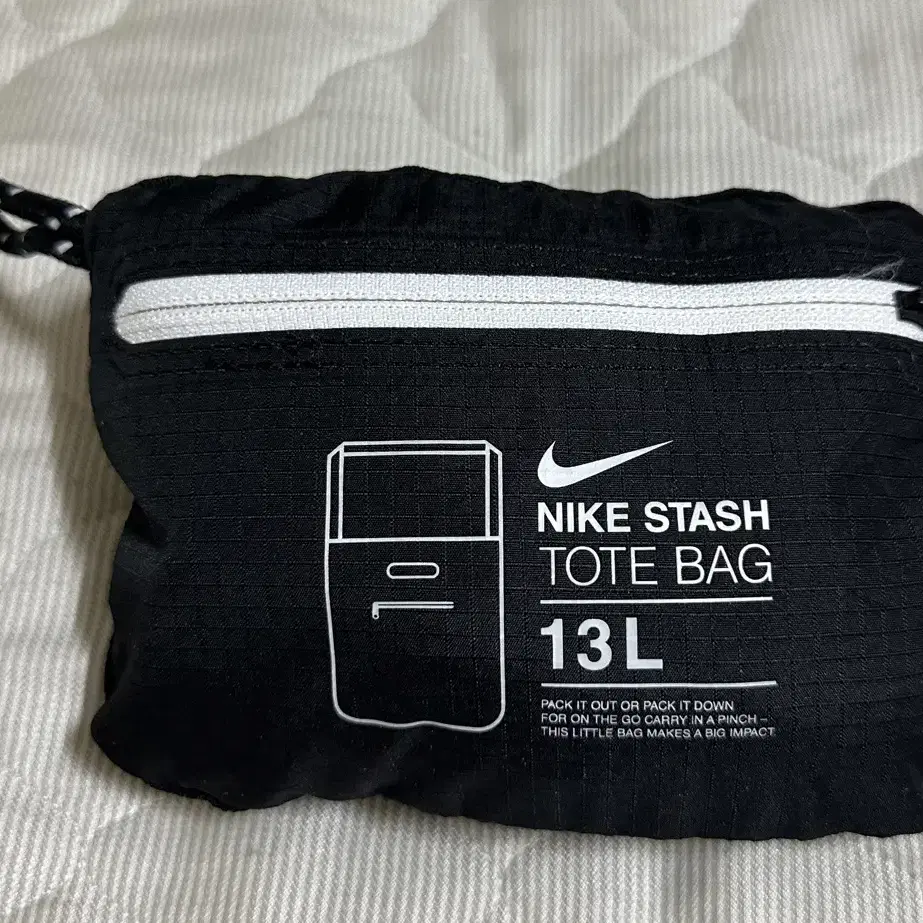 NIKE STASH
TOTE BAG
13L
PACK IT OUT OR PACK IT DOWN
FOR ON THE GO CARRY IN A PINCH –
THIS LITTLE BAG MAKES A BIG IMPACT